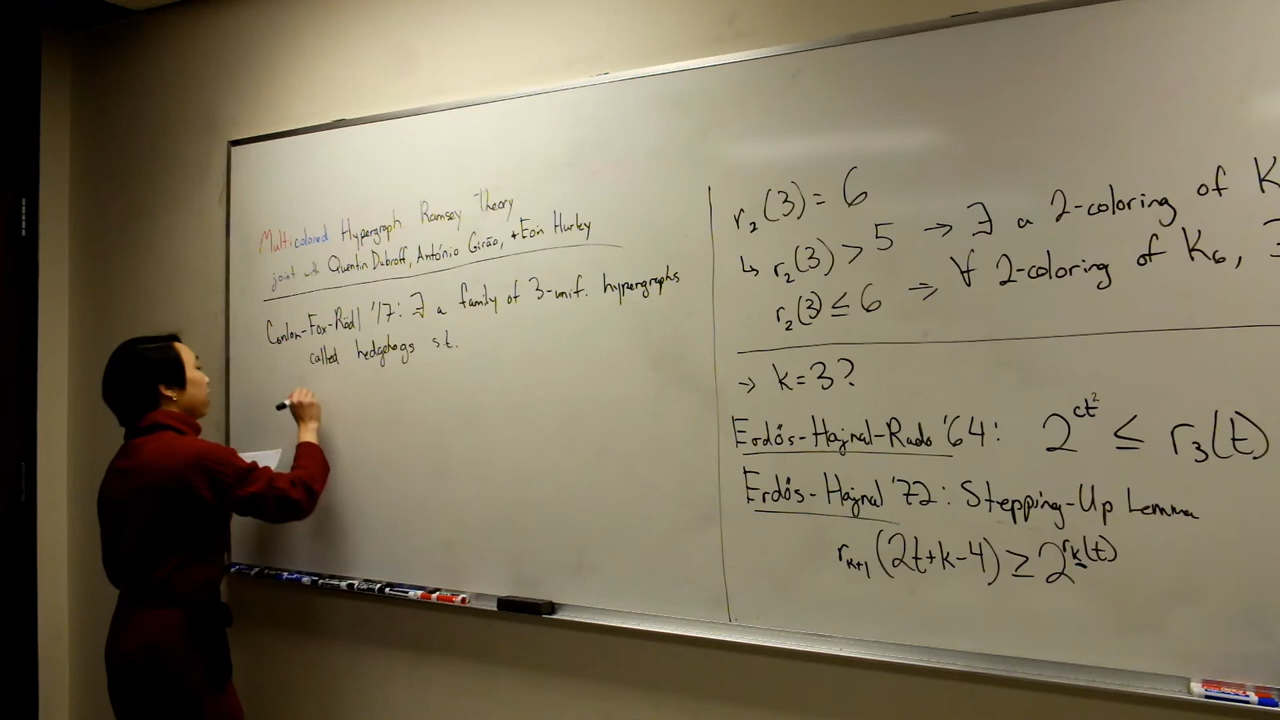 Multicolored Hypergraph Ramsey Theory
joint with Quentin Dubroff, António Girão, + Eoin Hurley
Conlon-Fox-Rödl '17: ∃ a family of 3-unif. hypergraphs
called hedgehogs s.t.
r₂(3) = 6
↳ r₂(3) > 5 → ∃ a 2-coloring of K
r₂(3) ≤ 6 → ∀ 2-coloring of K₆, ∃
→ k=3?
Erdős-Hajnal-Rado '64: 2^{ct²} ≤ r₃(t)
Erdős-Hajnal '72: Stepping-Up Lemma
r_{k+1}(2t+k-4) ≥ 2^{r_k(t)}